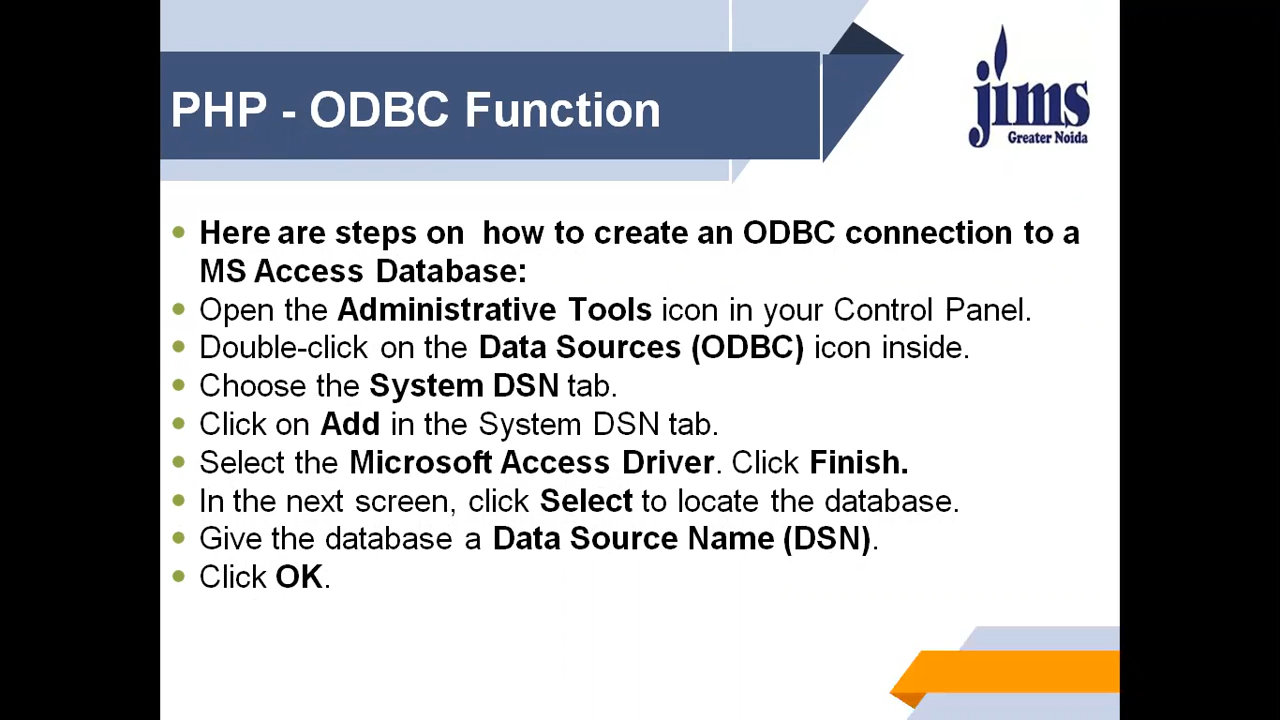 PHP - ODBC Function
jims
Greater Noida
• Here are steps on  how to create an ODBC connection to a
MS Access Database:
• Open the Administrative Tools icon in your Control Panel.
• Double-click on the Data Sources (ODBC) icon inside.
• Choose the System DSN tab.
• Click on Add in the System DSN tab.
• Select the Microsoft Access Driver. Click Finish.
• In the next screen, click Select to locate the database.
• Give the database a Data Source Name (DSN).
• Click OK.